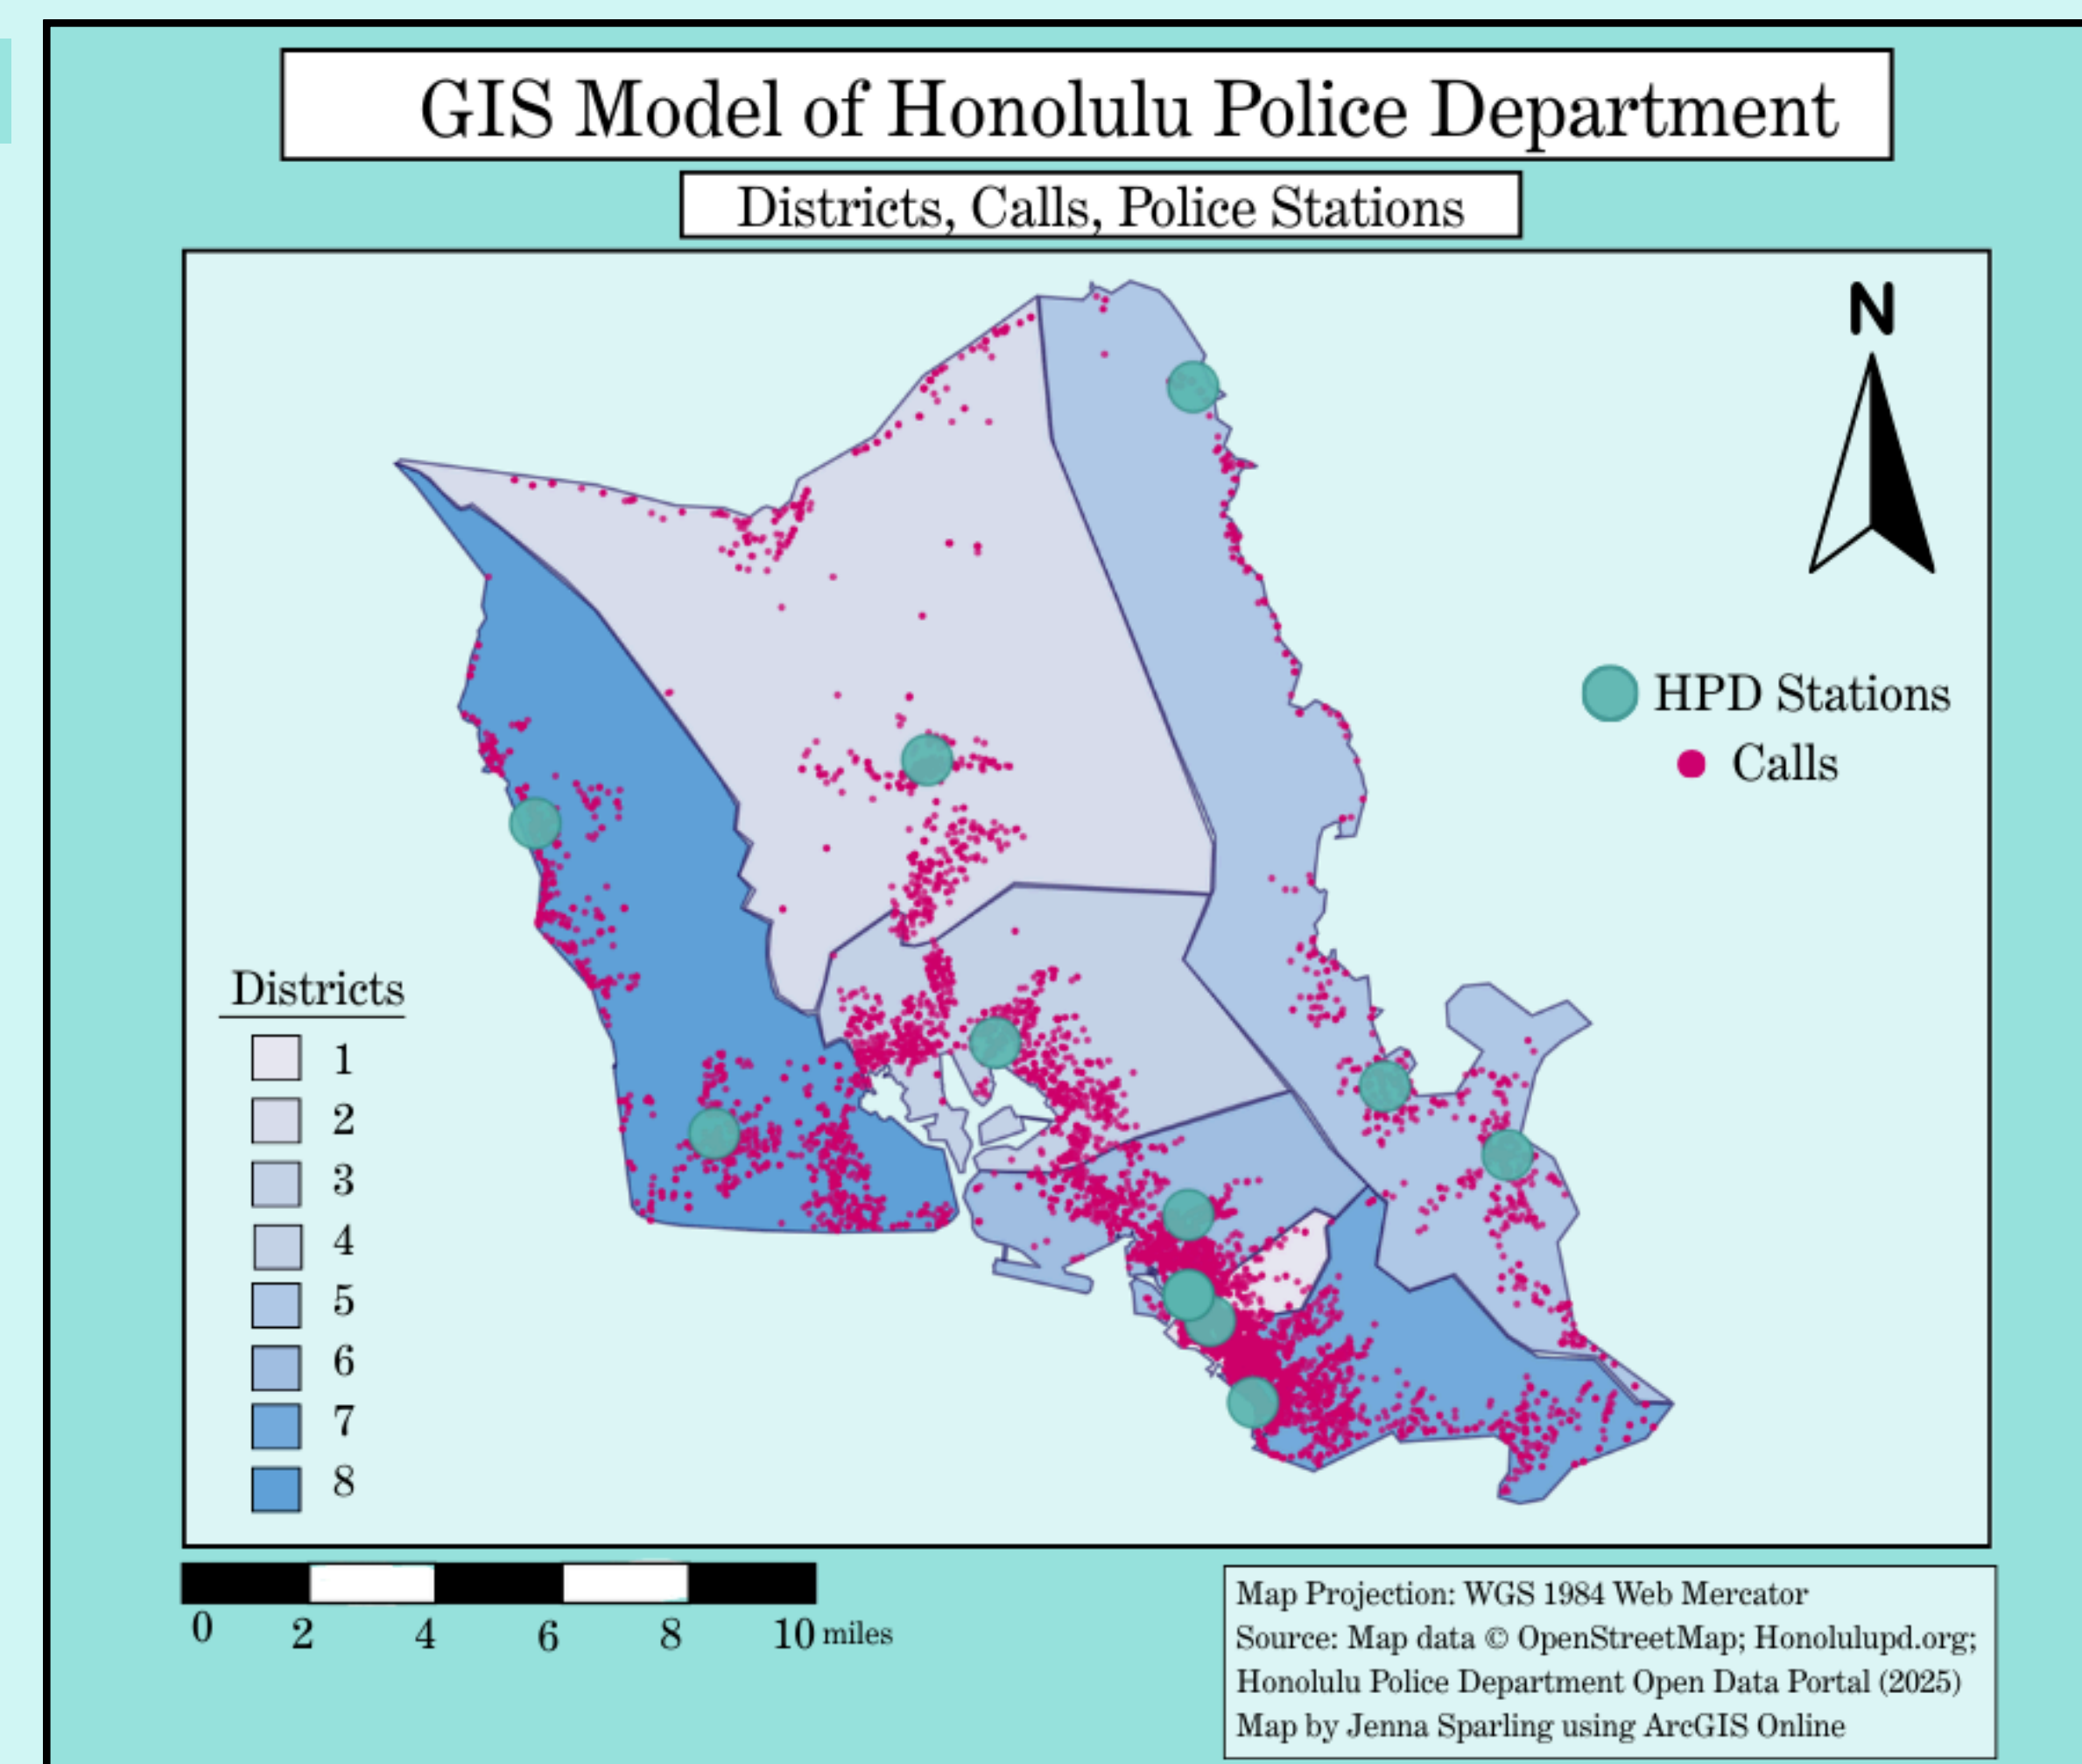 GIS Model of Honolulu Police Department
Districts, Calls, Police Stations
N
HPD Stations
Calls
Districts
1
2
3
4
5
6
7
8
0 2 4 6 8 10 miles
Map Projection: WGS 1984 Web Mercator
Source: Map data © OpenStreetMap; Honolulupd.org;
Honolulu Police Department Open Data Portal (2025)
Map by Jenna Sparling using ArcGIS Online